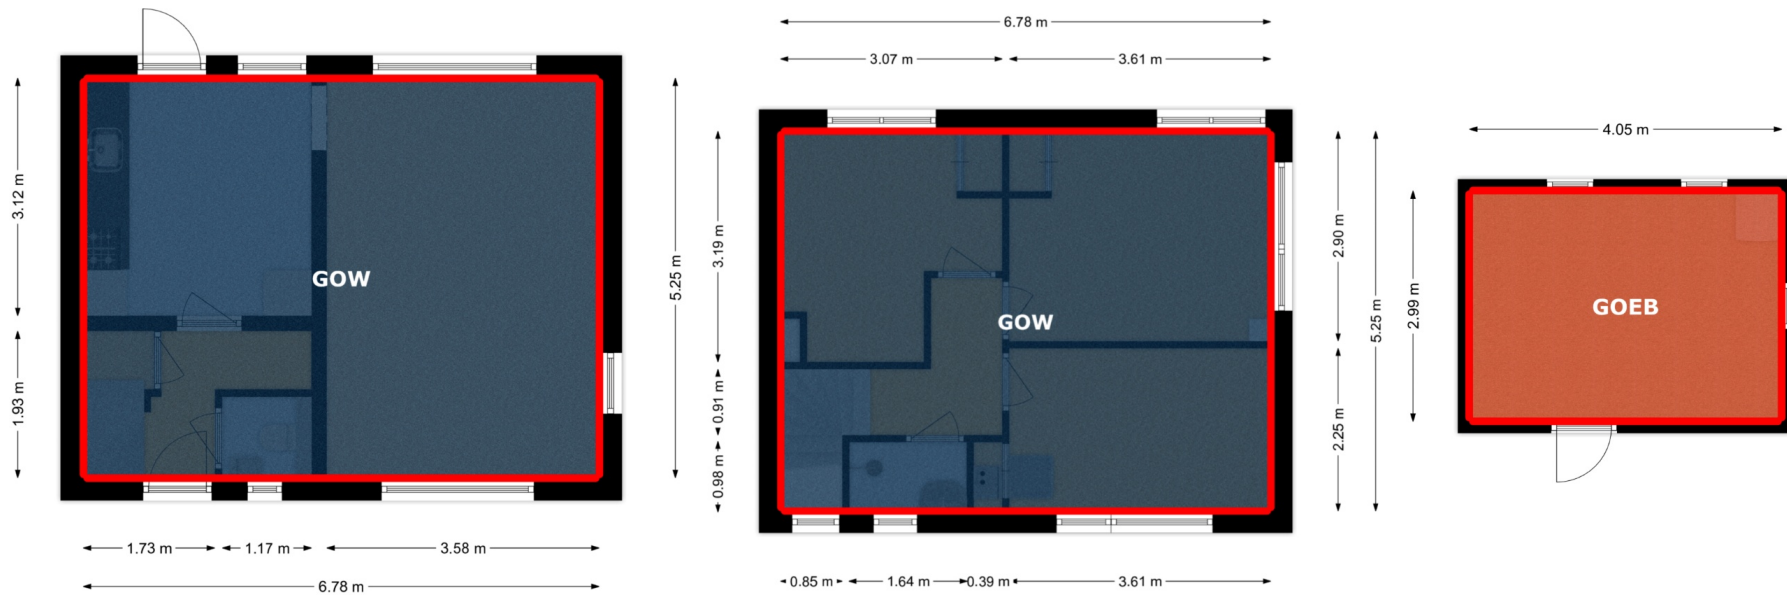 3.12 m
1.93 m
GOW
5.25 m
1.73 m
1.17 m
3.58 m
6.78 m
6.78 m
3.07 m
3.61 m
3.19 m
0.91 m
0.98 m
GOW
2.90 m
2.25 m
5.25 m
0.85 m
1.64 m
0.39 m
3.61 m
4.05 m
2.99 m
GOEB